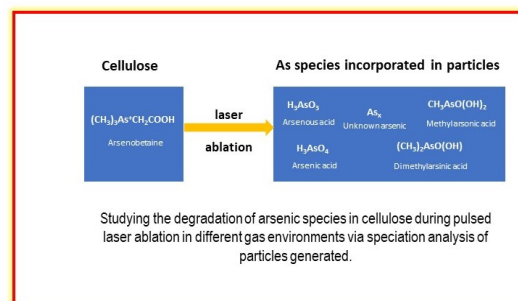 Cellulose
As species incorporated in particles
(CH₃)₃As⁺CH₂COOH
Arsenobetaine
laser
ablation
H₃AsO₃
Arsenous acid
Asₓ
Unknown arsenic
CH₃AsO(OH)₂
Methylarsonic acid
H₃AsO₄
Arsenic acid
(CH₃)₂AsO(OH)
Dimethylarsinic acid
Studying the degradation of arsenic species in cellulose during pulsed
laser ablation in different gas environments via speciation analysis of
particles generated.